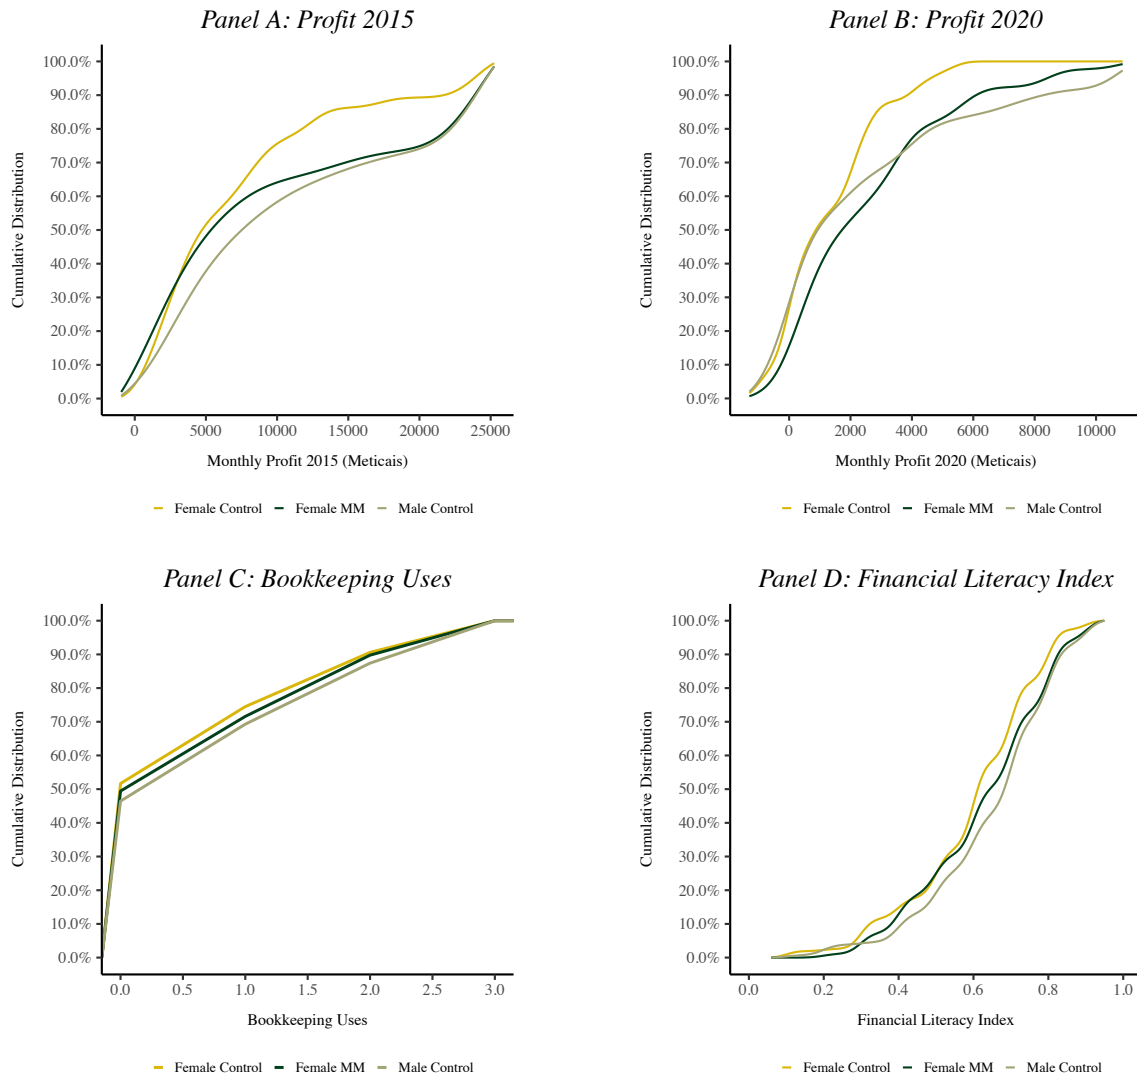 Panel A: Profit 2015
100.0%
90.0%
80.0%
70.0%
60.0%
50.0%
40.0%
30.0%
20.0%
10.0%
0.0%
Cumulative Distribution
0 5000 10000 15000 20000 25000
Monthly Profit 2015 (Meticais)
Female Control Female MM Male Control
Panel B: Profit 2020
100.0%
90.0%
80.0%
70.0%
60.0%
50.0%
40.0%
30.0%
20.0%
10.0%
0.0%
Cumulative Distribution
0 2000 4000 6000 8000 10000
Monthly Profit 2020 (Meticais)
Female Control Female MM Male Control
Panel C: Bookkeeping Uses
100.0%
90.0%
80.0%
70.0%
60.0%
50.0%
40.0%
30.0%
20.0%
10.0%
0.0%
Cumulative Distribution
0.0 0.5 1.0 1.5 2.0 2.5 3.0
Bookkeeping Uses
Female Control Female MM Male Control
Panel D: Financial Literacy Index
100.0%
90.0%
80.0%
70.0%
60.0%
50.0%
40.0%
30.0%
20.0%
10.0%
0.0%
Cumulative Distribution
0.0 0.2 0.4 0.6 0.8 1.0
Financial Literacy Index
Female Control Female MM Male Control